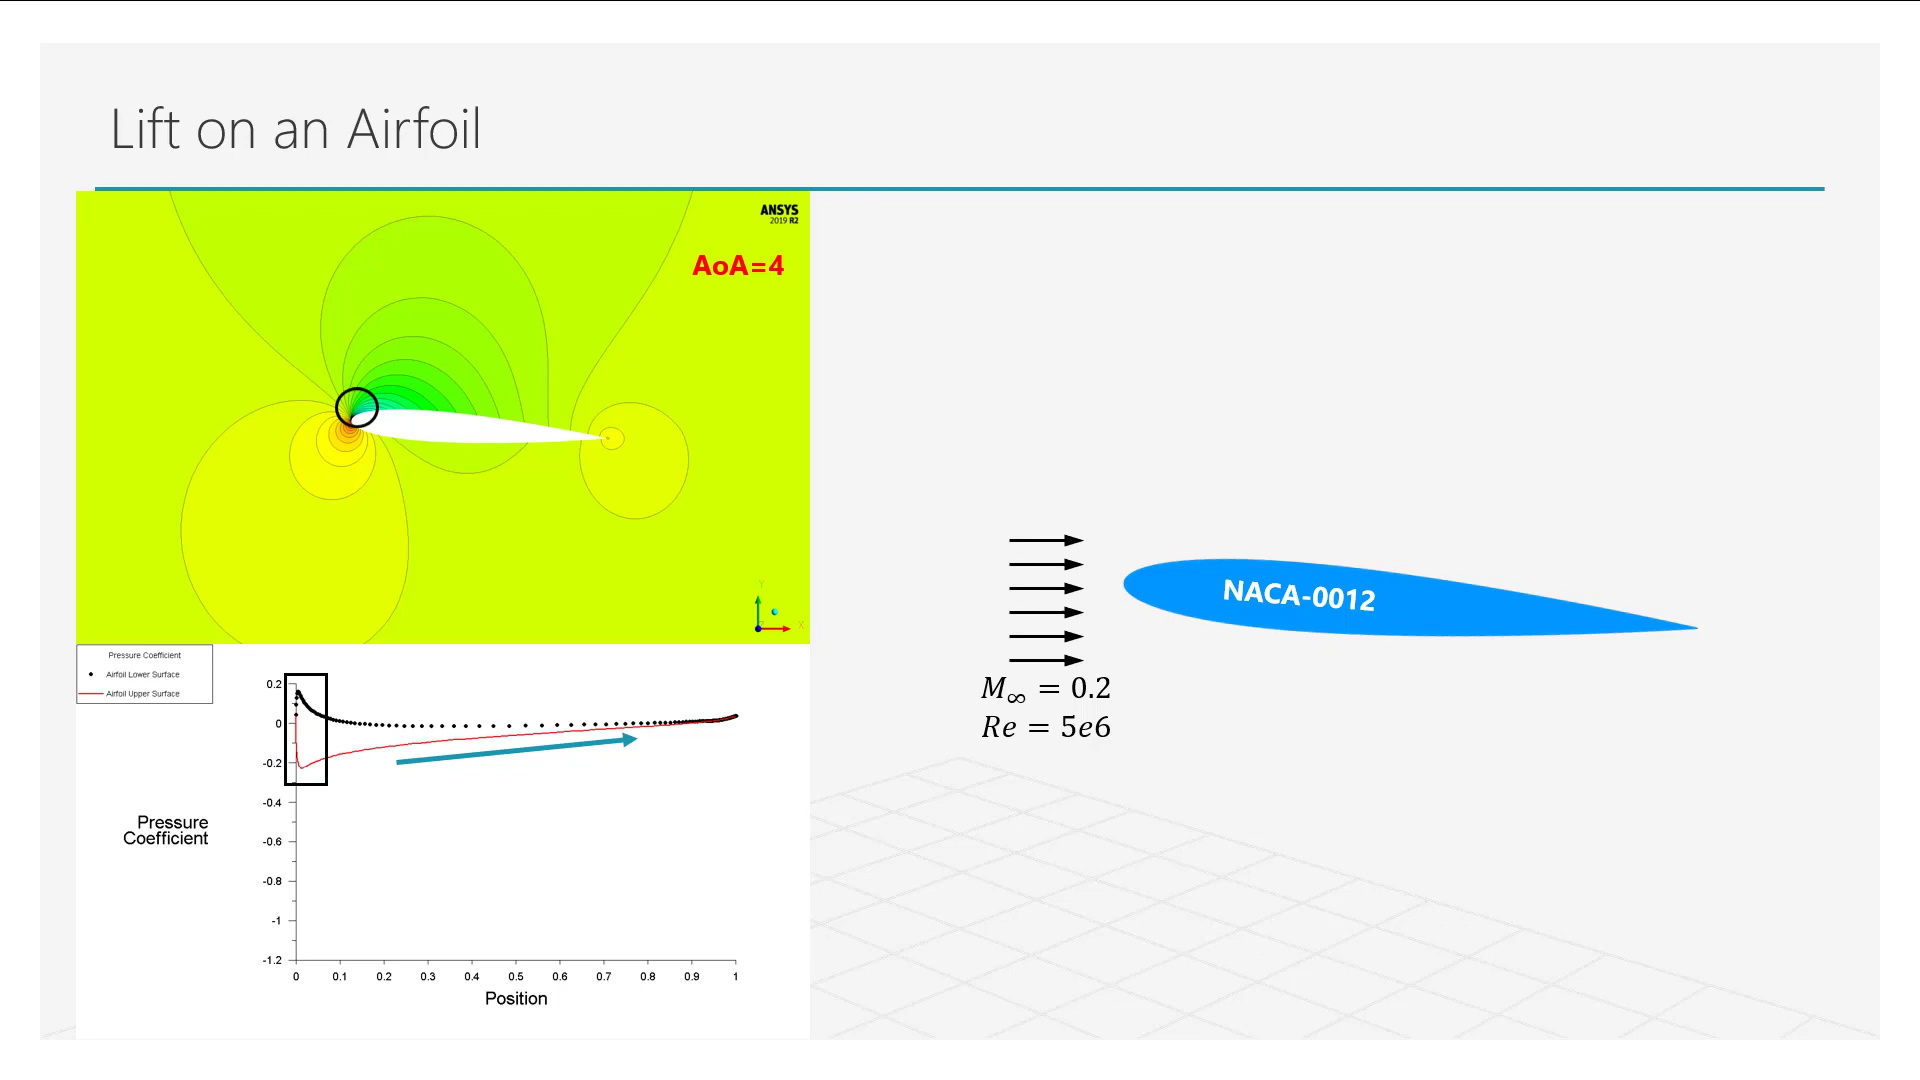 Lift on an Airfoil
ANSYS
2019 R2
AoA=4
Y
X
Z
Pressure Coefficient
Airfoil Lower Surface
Airfoil Upper Surface
0.2
0
-0.2
-0.4
-0.6
-0.8
-1
-1.2
Pressure
Coefficient
0 0.1 0.2 0.3 0.4 0.5 0.6 0.7 0.8 0.9 1
Position
NACA-0012
M∞ = 0.2
Re = 5e6